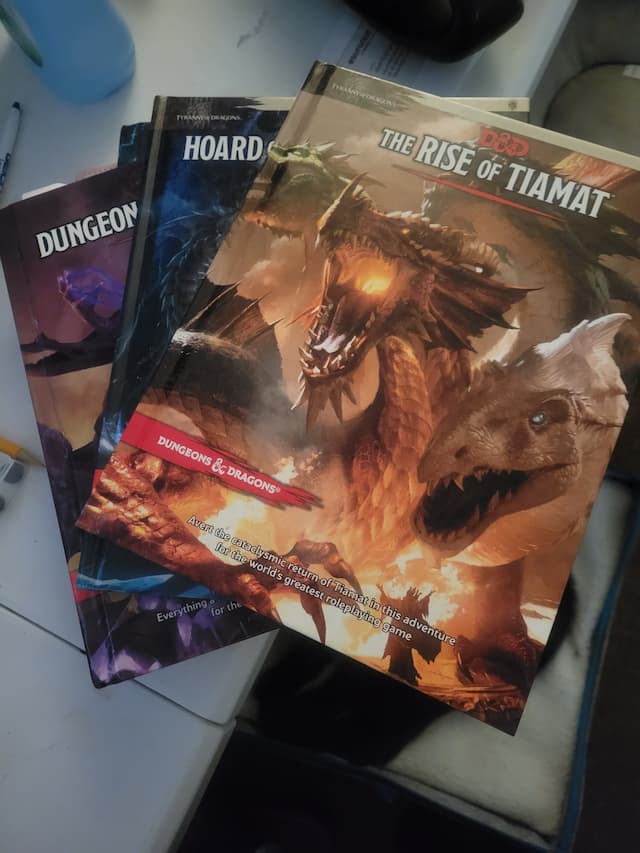 TYRANNY OF DRAGONS
D&D
THE RISE OF TIAMAT
DUNGEONS & DRAGONS®
Avert the cataclysmic return of Tiamat in this adventure
for the world's greatest roleplaying game
TYRANNY OF DRAGONS
HOARD
DUNGEON
Everything
for the